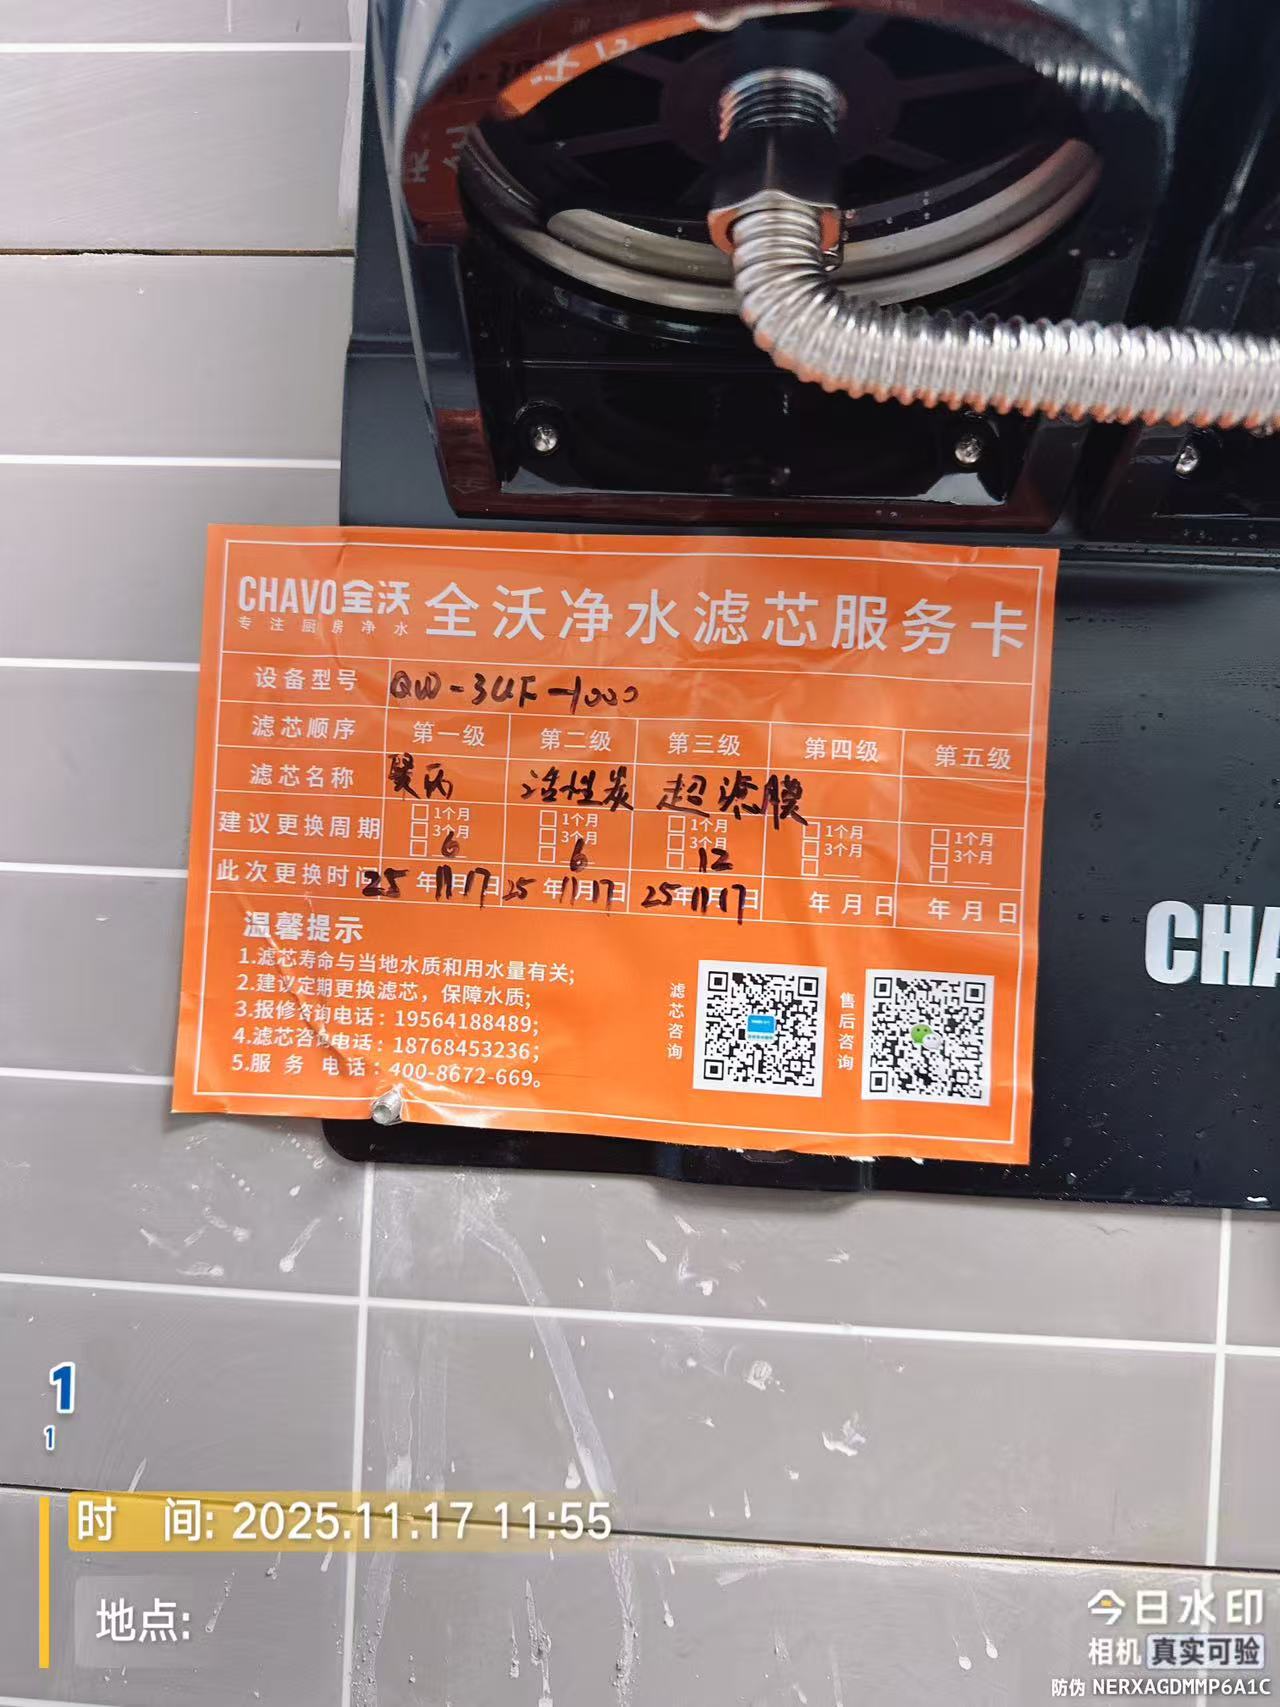 CHAVO全沃
专注厨房净水
全沃净水滤芯服务卡
设备型号 QW-3UF-1000
滤芯顺序 第一级 第二级 第三级 第四级 第五级
滤芯名称 聚丙 活性炭 超滤膜
建议更换周期 □1个月 □1个月 □1个月 □1个月 □1个月
□3个月 □3个月 □3个月 □3个月 □3个月
□6 □6 □12 □ □
此次更换时间 25年11月17日 25年11月17日 25年11月17日 年月日 年月日
温馨提示
1.滤芯寿命与当地水质和用水量有关;
2.建议定期更换滤芯，保障水质;
3.报修咨询电话：19564188489;
4.滤芯咨询电话：18768453236;
5.服务电话：400-8672-669。
滤芯咨询
售后咨询
CHA
1
1
时间: 2025.11.17 11:55
地点:
今日水印
相机 真实可验
防伪 NERXAGDMMP6A1C